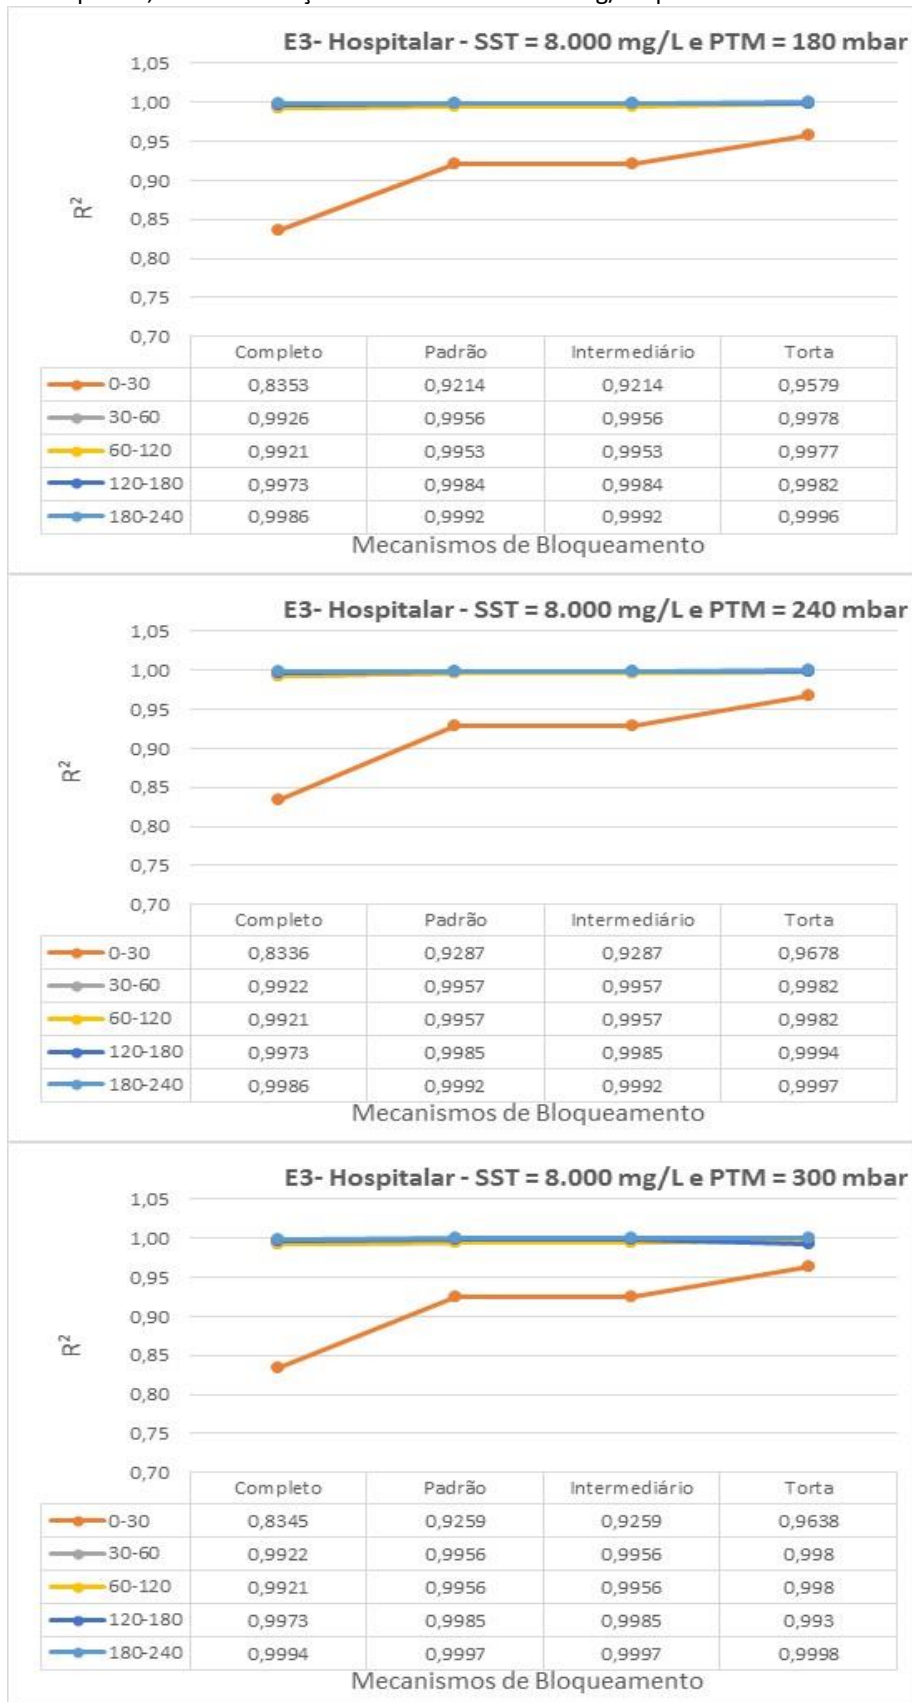 E3- Hospitalar - SST = 8.000 mg/L e PTM = 180 mbar
1,05
1,00
0,95
0,90
0,85
0,80
0,75
0,70
R²
Completo Padrão Intermediário Torta
0-30 0,8353 0,9214 0,9214 0,9579
30-60 0,9926 0,9956 0,9956 0,9978
60-120 0,9921 0,9953 0,9953 0,9977
120-180 0,9973 0,9984 0,9984 0,9982
180-240 0,9986 0,9992 0,9992 0,9996
Mecanismos de Bloqueamento
E3- Hospitalar - SST = 8.000 mg/L e PTM = 240 mbar
1,05
1,00
0,95
0,90
0,85
0,80
0,75
0,70
R²
Completo Padrão Intermediário Torta
0-30 0,8336 0,9287 0,9287 0,9678
30-60 0,9922 0,9957 0,9957 0,9982
60-120 0,9921 0,9957 0,9957 0,9982
120-180 0,9973 0,9985 0,9985 0,9994
180-240 0,9986 0,9992 0,9992 0,9997
Mecanismos de Bloqueamento
E3- Hospitalar - SST = 8.000 mg/L e PTM = 300 mbar
1,05
1,00
0,95
0,90
0,85
0,80
0,75
0,70
R²
Completo Padrão Intermediário Torta
0-30 0,8345 0,9259 0,9259 0,9638
30-60 0,9922 0,9956 0,9956 0,998
60-120 0,9921 0,9956 0,9956 0,998
120-180 0,9973 0,9985 0,9985 0,993
180-240 0,9994 0,9997 0,9997 0,9998
Mecanismos de Bloqueamento